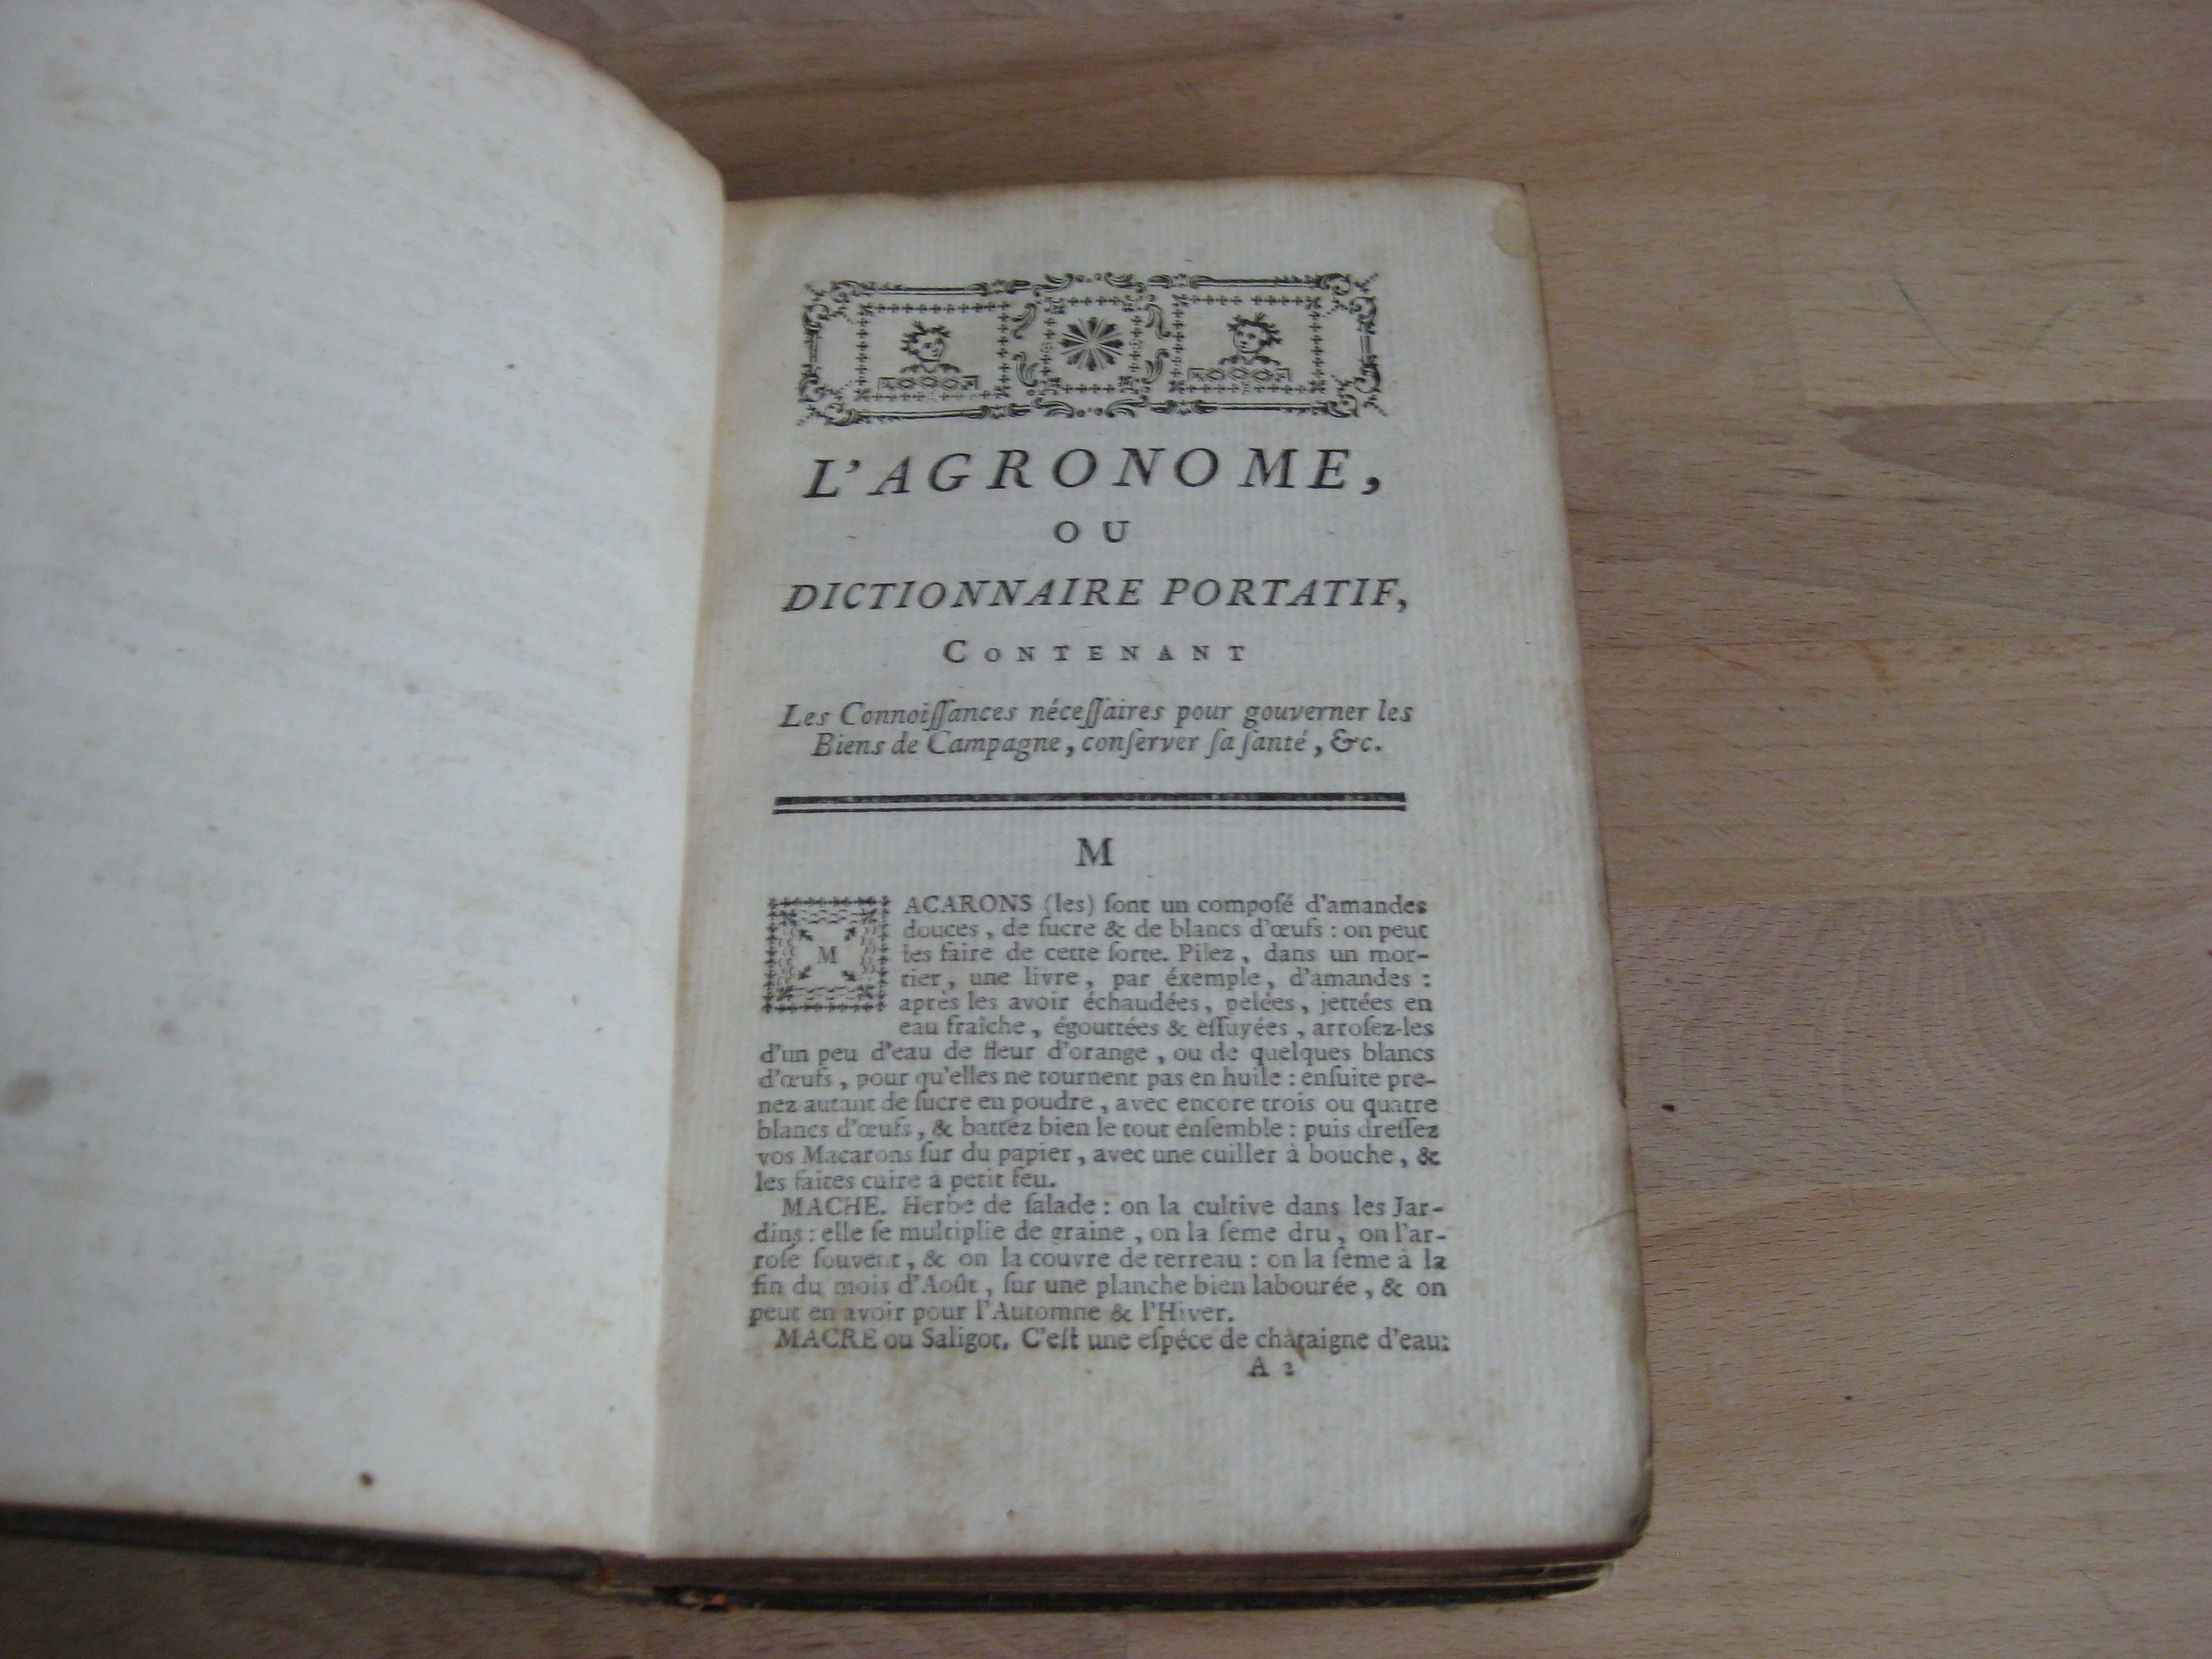 L'AGRONOME,
OU
DICTIONNAIRE PORTATIF,
CONTENANT
Les Connoiſſances néceſſaires pour gouverner les
Biens de Campagne, conſerver ſa ſanté, &c.
M
M
ACARONS (les) ſont un compoſé d'amandes
douces, de ſucre & de blancs d'œufs : on peut
les faire de cette ſorte. Pilez, dans un mor-
tier, une livre, par éxemple, d'amandes :
après les avoir échaudées, pelées, jettées en
eau fraîche, égouttées & eſſuyées, arroſez-les
d'un peu d'eau de fleur d'orange, ou de quelques blancs
d'œufs, pour qu'elles ne tournent pas en huile : enſuite pre-
nez autant de ſucre en poudre, avec encore trois ou quatre
blancs d'œufs, & battez bien le tout enſemble : puis dreſſez
vos Macarons ſur du papier, avec une cuiller à bouche, &
les faites cuire à petit feu.
MACHE. Herbe de ſalade : on la cultive dans les Jar-
dins : elle ſe multiplie de graine, on la ſeme dru, on l'ar-
roſe ſouvent, & on la couvre de terreau : on la ſeme à la
fin du mois d'Août, ſur une planche bien labourée, & on
peut en avoir pour l'Automne & l'Hiver.
MACRE ou Saligot. C'eſt une eſpéce de châtaigne d'eau:
A 2